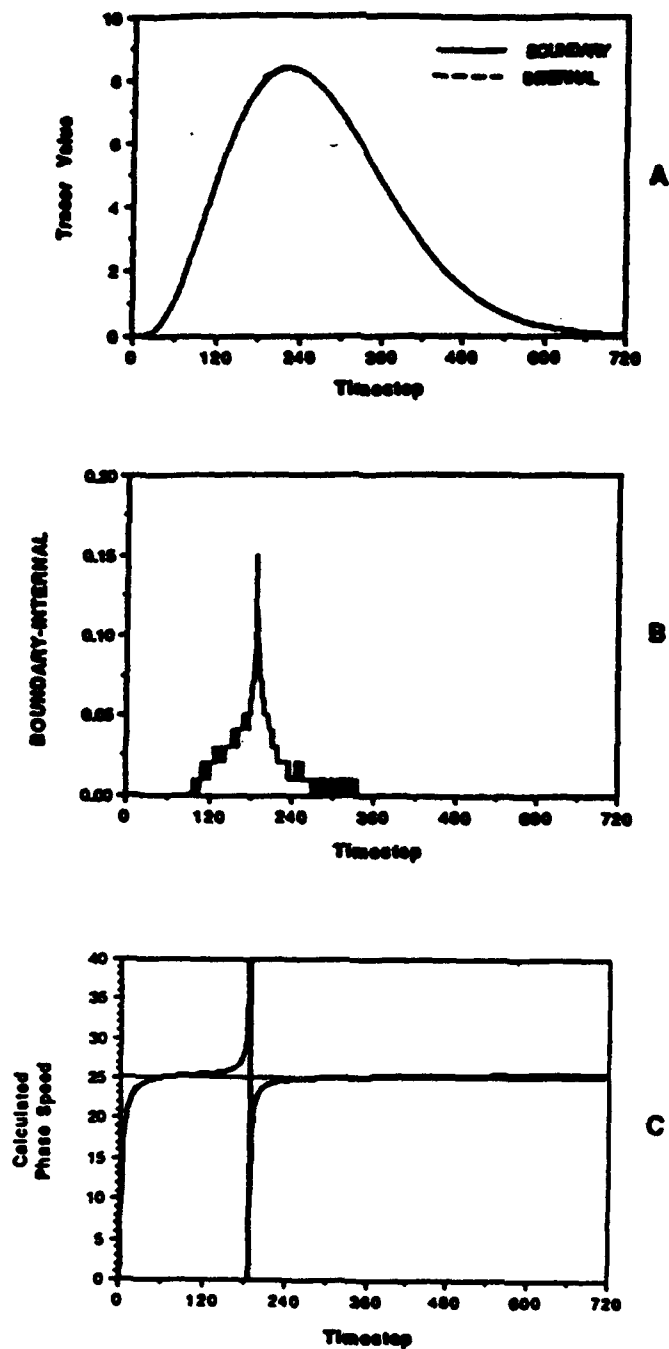 10
8
6
4
2
0
Tracer Value
BOUNDARY
INTERNAL
0 120 240 360 480 600 720
Timestep
A
0.20
0.15
0.10
0.05
0.00
BOUNDARY-INTERNAL
0 120 240 360 480 600 720
Timestep
B
40
35
30
25
20
15
10
5
0
Calculated
Phase Speed
0 120 240 360 480 600 720
Timestep
C